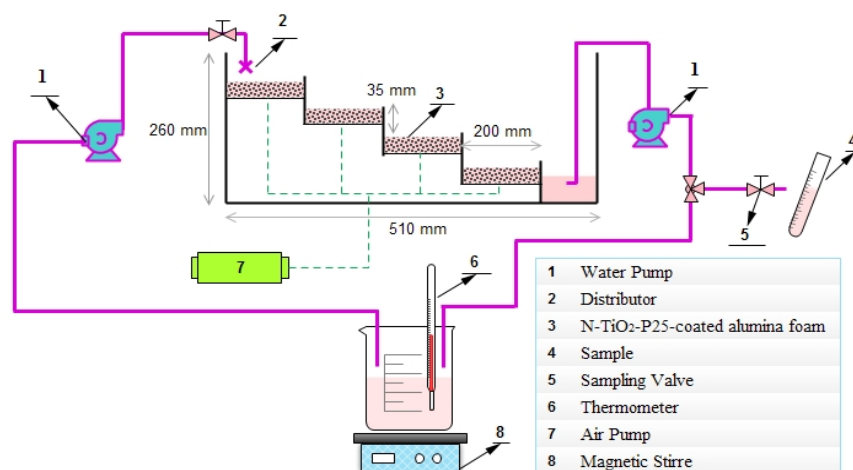 2
1
35 mm
3
1
260 mm
200 mm
4
510 mm
5
7
6
8
1 Water Pump
2 Distributor
3 N-TiO2-P25-coated alumina foam
4 Sample
5 Sampling Valve
6 Thermometer
7 Air Pump
8 Magnetic Stirre